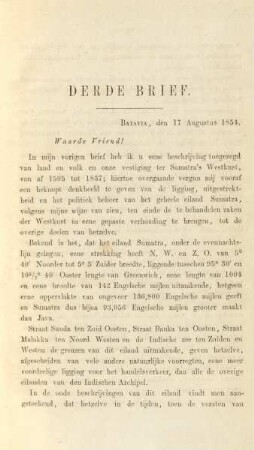 DERDE BRIEF.
BATAVIA, den 17 Augustus 1854.
Waarde Vriend!
In mijn vorigen brief heb ik u eene beschrijving toegezegd
van land en volk en onze vestiging ter Sumatra's Westkust,
van af 1595 tot 1837; hiertoe overgaande vergun mij vooraf
een beknopt denkbeeld te geven van de ligging, uitgestrekt-
heid en het politiek beheer van het geheele eiland Sumatra,
volgens mijne wijze van zien, ten einde de te behandelen zaken
der Westkust in eene gepaste verhouding te brengen, tot de
overige deelen van hetzelve.
Bekend is het, dat het eiland Sumatra, onder de evennachts-
lijn gelegen, eene strekking heeft N. W. en Z. O. van 5°
40' Noorder tot 5° 5' Zuider breedte, liggende tusschen 95° 30' en
Ooster lengte van Greenwich, eene lengte van 1004
en eene breedte van 142 Engelsche mijlen uitmakende, hetgeen
eene oppervlakte van ongeveer 136,800 Engelsche mijlen geeft
en Sumatra dus bijna 93,056 Engelsche mijlen grooter maakt
dan Java.
Straat Sunda ten Zuid Oosten, Straat Banka ten Oosten, Straat
Malakka ten Noord Westen en de Indische zee ten Zuiden en
Westen de grenzen van dit eiland uitmakende, geven hetzelve,
afgescheiden van vele andere natuurlijke voorregten, eene meer
voordeelige ligging voor het handelsverkeer, dan alle de overige
eilanden van den Indischen Archipel.
In de oude beschrijvingen van dit eiland vindt men aan-
geteekend, dat hetzelve in de tijden, toen de vorsten van